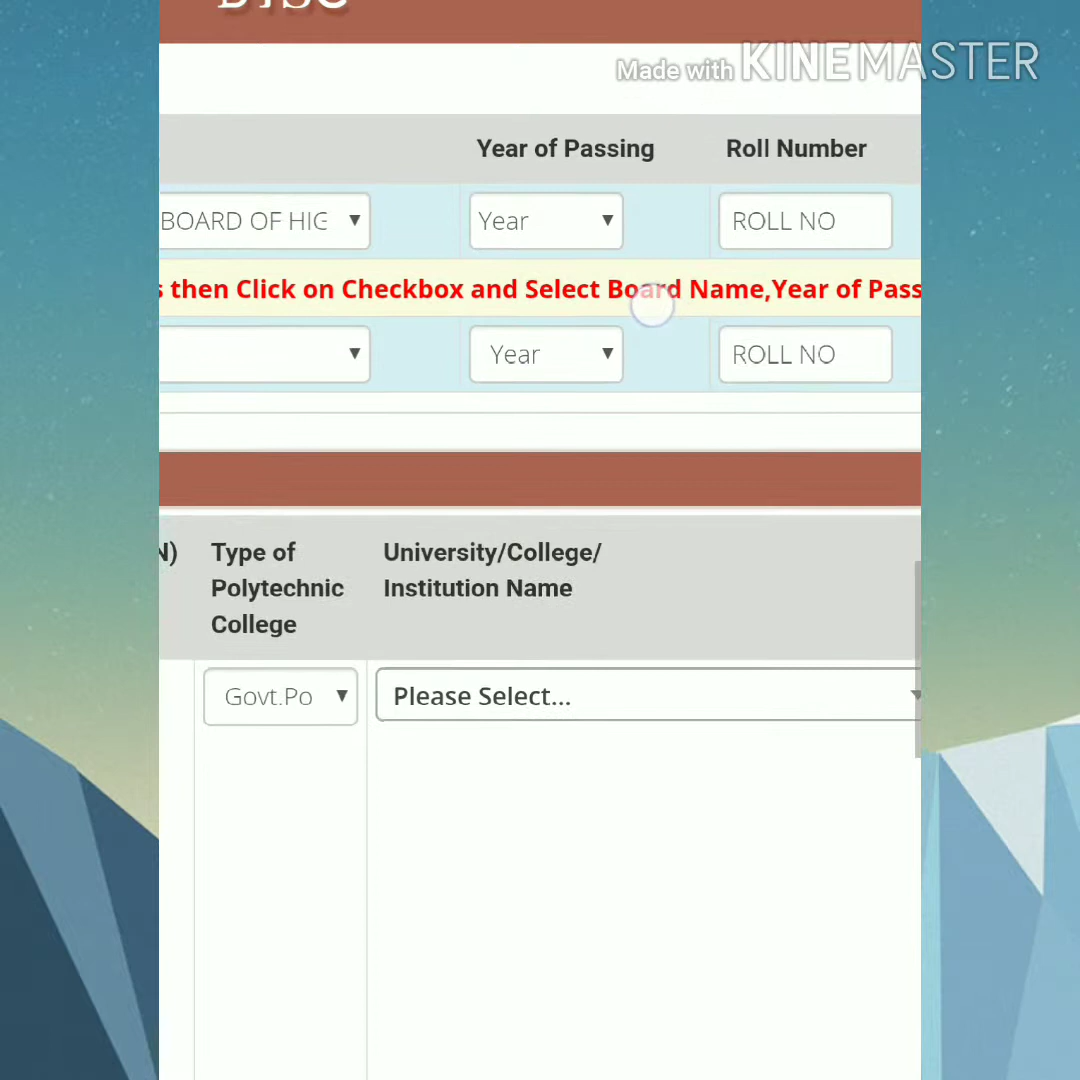 Made with KINEMASTER
Year of Passing Roll Number
BOARD OF HIG Year ROLL NO
then Click on Checkbox and Select Board Name,Year of Pass
Year ROLL NO
N) Type of Polytechnic College
University/College/
Institution Name
Govt.Po Please Select...